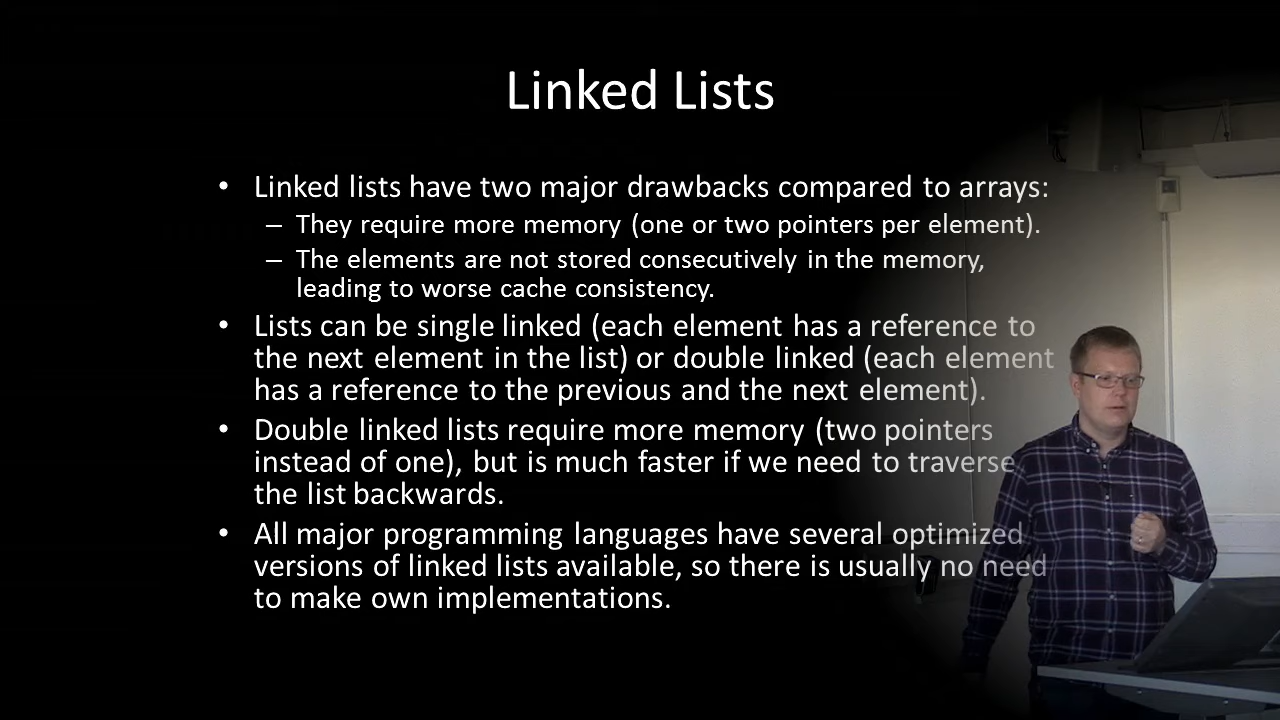 Linked Lists
• Linked lists have two major drawbacks compared to arrays:
– They require more memory (one or two pointers per element).
– The elements are not stored consecutively in the memory,
leading to worse cache consistency.
• Lists can be single linked (each element has a reference to
the next element in the list) or double linked (each element
has a reference to the previous and the next element).
• Double linked lists require more memory (two pointers
instead of one), but is much faster if we need to traverse
the list backwards.
• All major programming languages have several optimized
versions of linked lists available, so there is usually no need
to make own implementations.